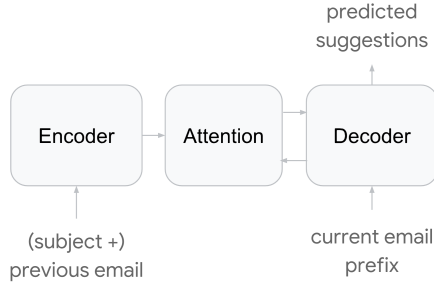 predicted
suggestions
Encoder
Attention
Decoder
(subject +)
previous email
current email
prefix